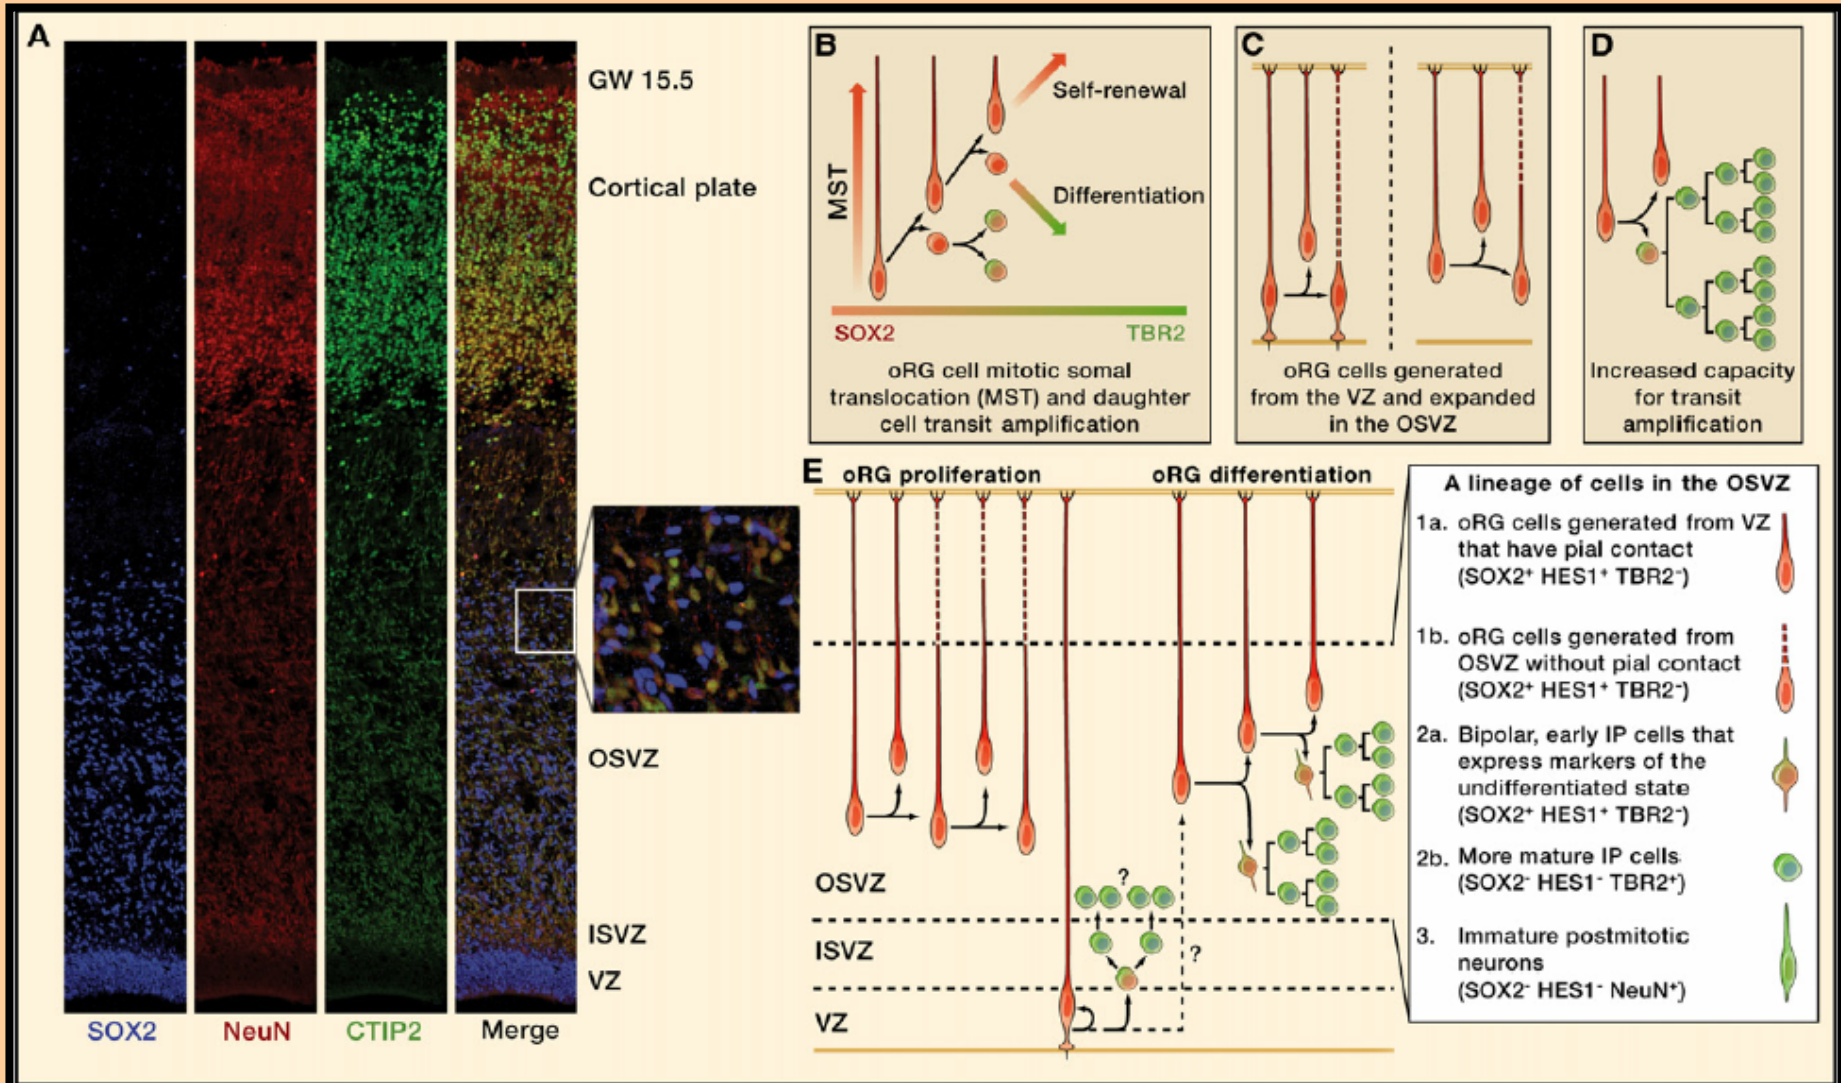 A
GW 15.5
Cortical plate
OSVZ
ISVZ
VZ
SOX2
NeuN
CTIP2
Merge
B
MST
Self-renewal
Differentiation
SOX2
TBR2
oRG cell mitotic somal
translocation (MST) and daughter
cell transit amplification
C
oRG cells generated
from the VZ and expanded
in the OSVZ
D
Increased capacity
for transit
amplification
E
oRG proliferation
oRG differentiation
OSVZ
ISVZ
VZ
?
?
A lineage of cells in the OSVZ
1a. oRG cells generated from VZ
that have pial contact
(SOX2⁺ HES1⁺ TBR2⁻)
1b. oRG cells generated from
OSVZ without pial contact
(SOX2⁺ HES1⁺ TBR2⁻)
2a. Bipolar, early IP cells that
express markers of the
undifferentiated state
(SOX2⁺ HES1⁺ TBR2⁻)
2b. More mature IP cells
(SOX2⁻ HES1⁻ TBR2⁺)
3. Immature postmitotic
neurons
(SOX2⁻ HES1⁻ NeuN⁺)